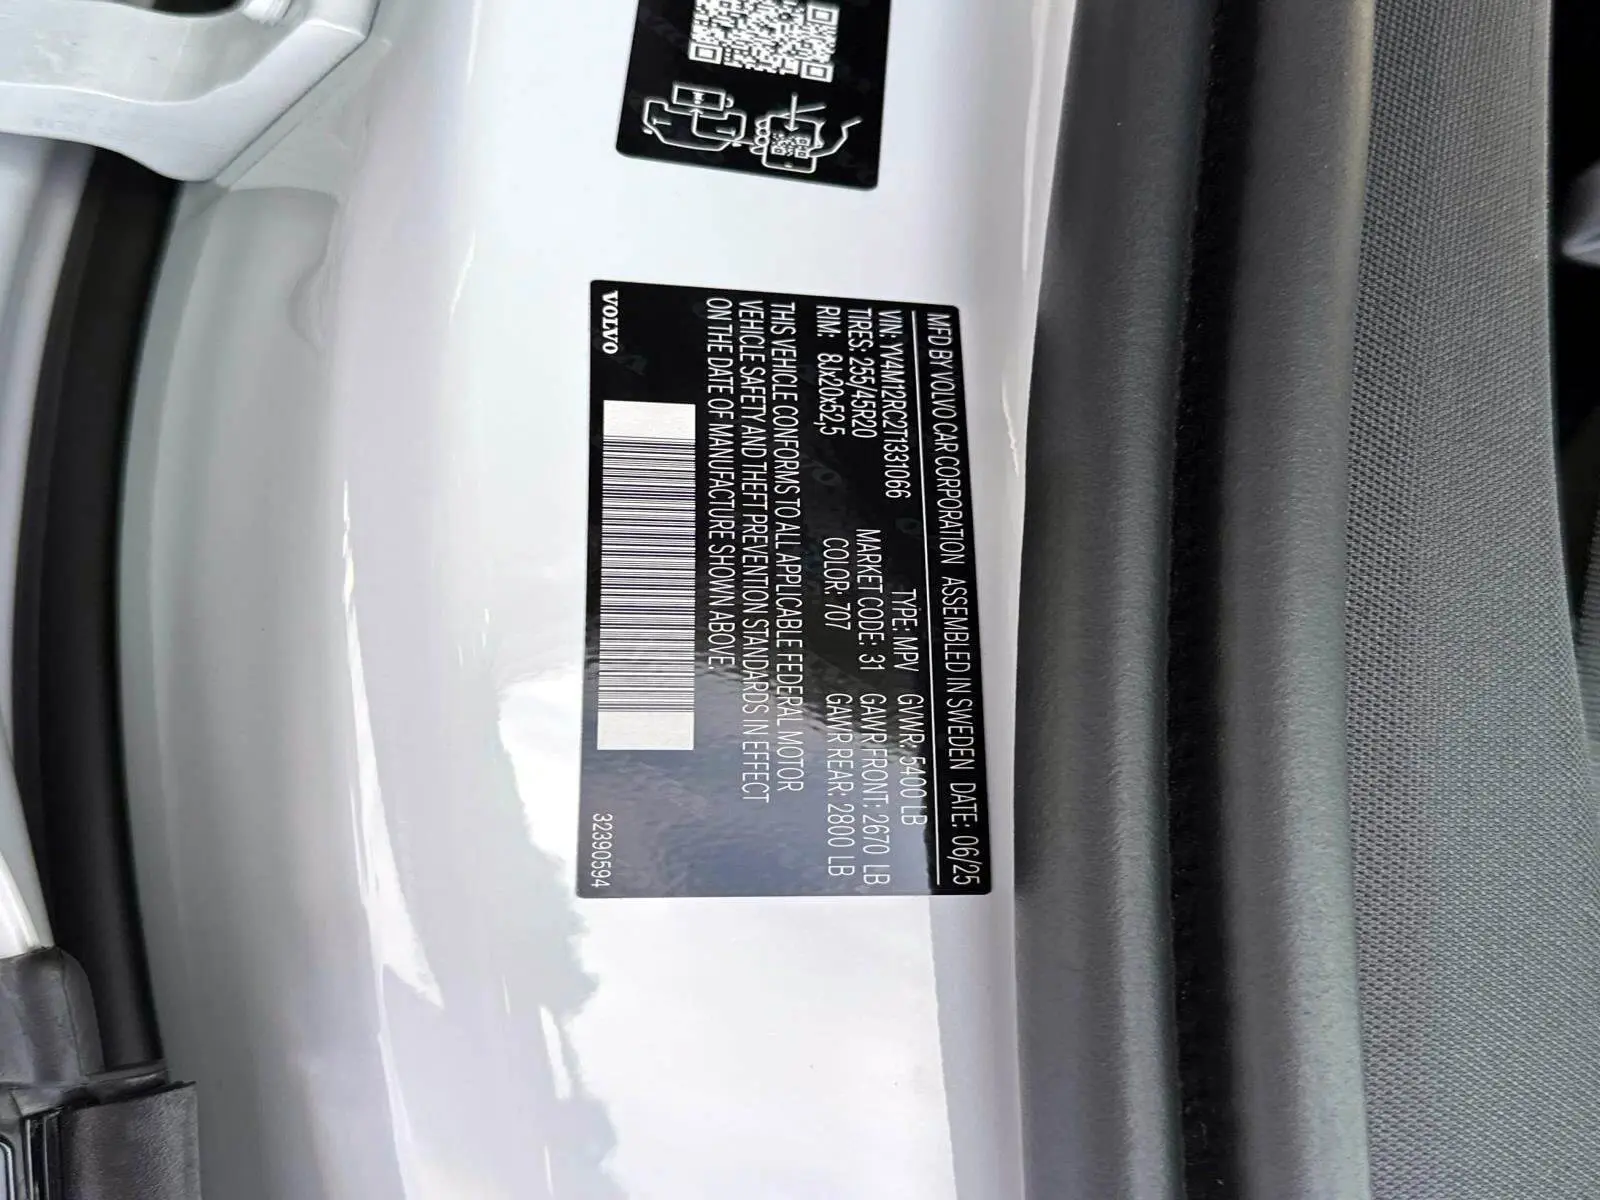 MFD BY VOLVO CAR CORPORATION ASSEMBLED IN SWEDEN DATE: 06/25
VIN: YV4M12RC2T1331066 TYPE: MPV GVWR: 5400 LB
TIRES: 255/45R20 MARKET CODE: 31 GAWR FRONT: 2670 LB
RIM: 8Jx20x52,5 COLOR: 707 GAWR REAR: 2800 LB
THIS VEHICLE CONFORMS TO ALL APPLICABLE FEDERAL MOTOR
VEHICLE SAFETY AND THEFT PREVENTION STANDARDS IN EFFECT
ON THE DATE OF MANUFACTURE SHOWN ABOVE.
VOLVO 32390594